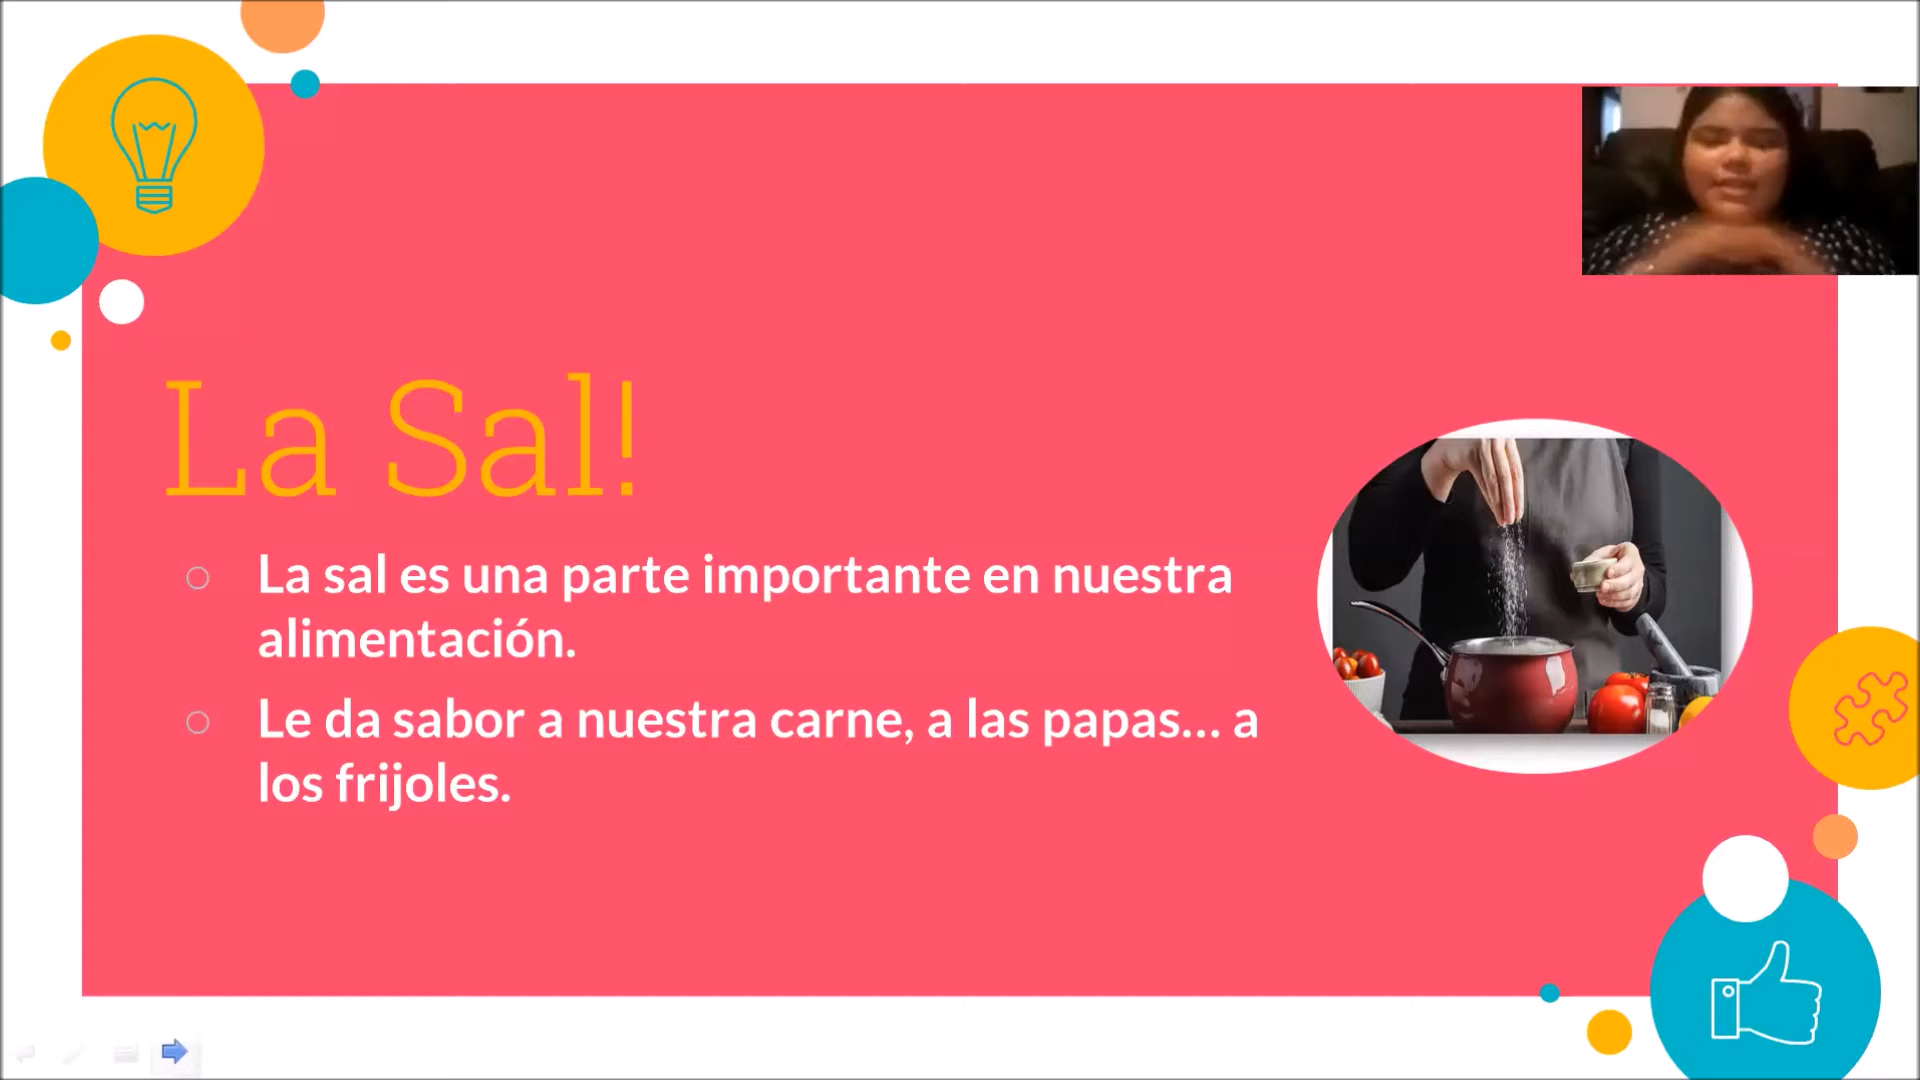 La Sal!
La sal es una parte importante en nuestra
alimentación.
Le da sabor a nuestra carne, a las papas... a
los frijoles.